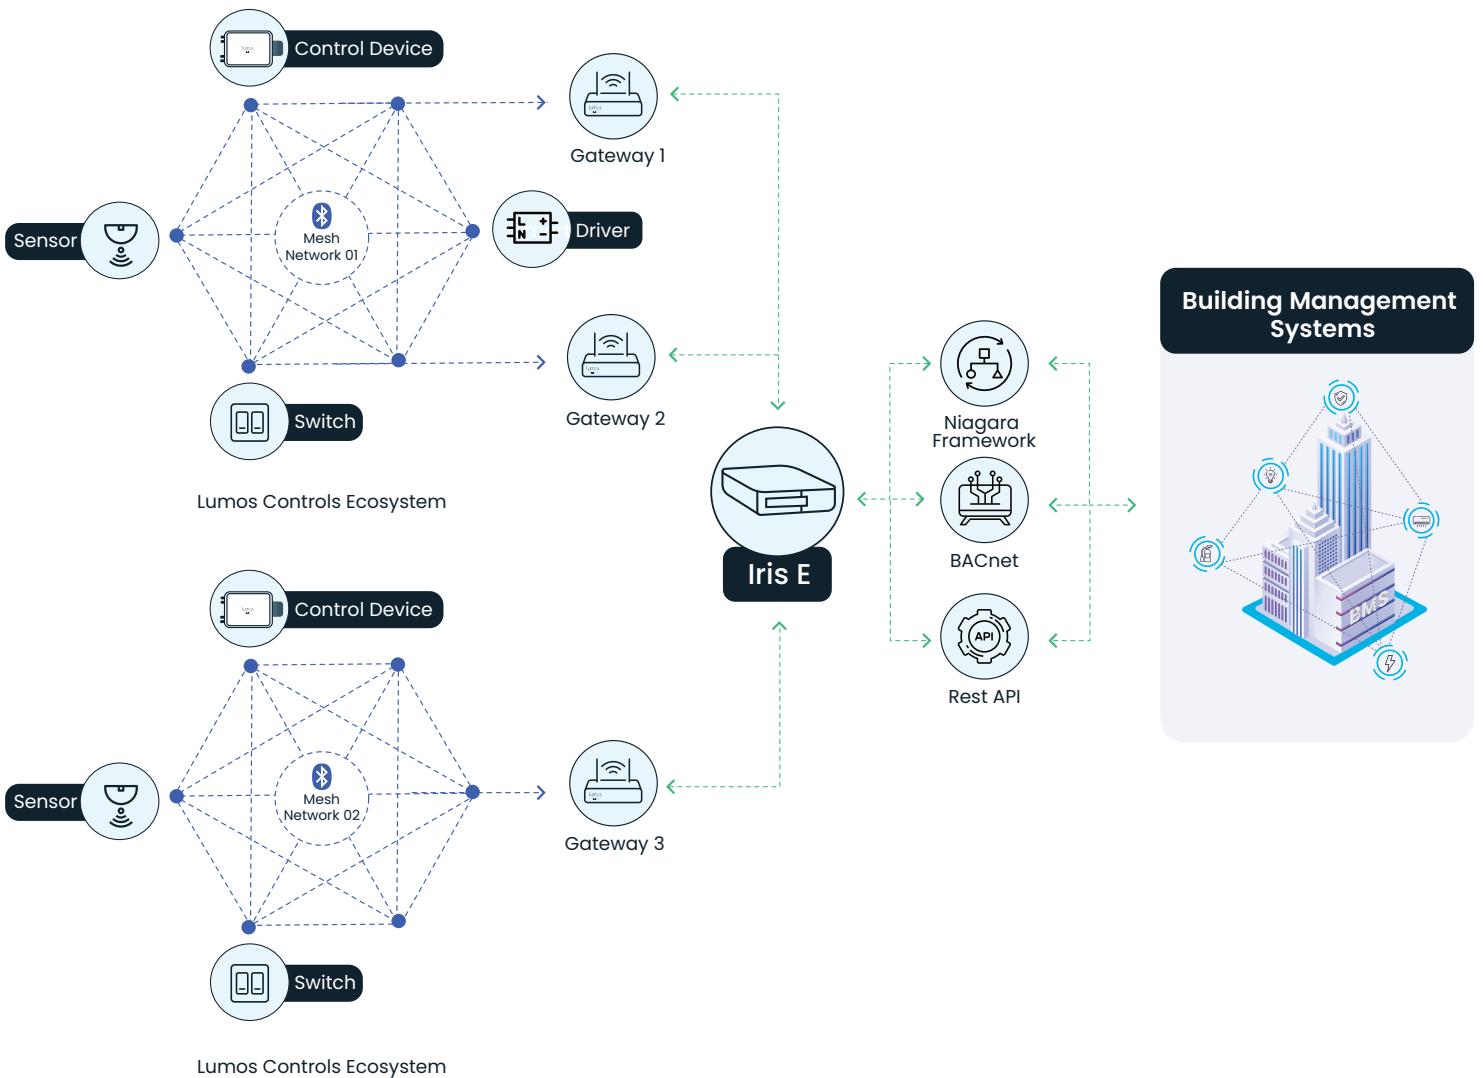 Control Device
Gateway 1
Sensor
Mesh
Network 01
L
N
Driver
Gateway 2
Switch
Lumos Controls Ecosystem
Building Management
Systems
Niagara
Framework
Iris E
BACnet
API
Rest API
BMS
Control Device
Sensor
Mesh
Network 02
Gateway 3
Switch
Lumos Controls Ecosystem